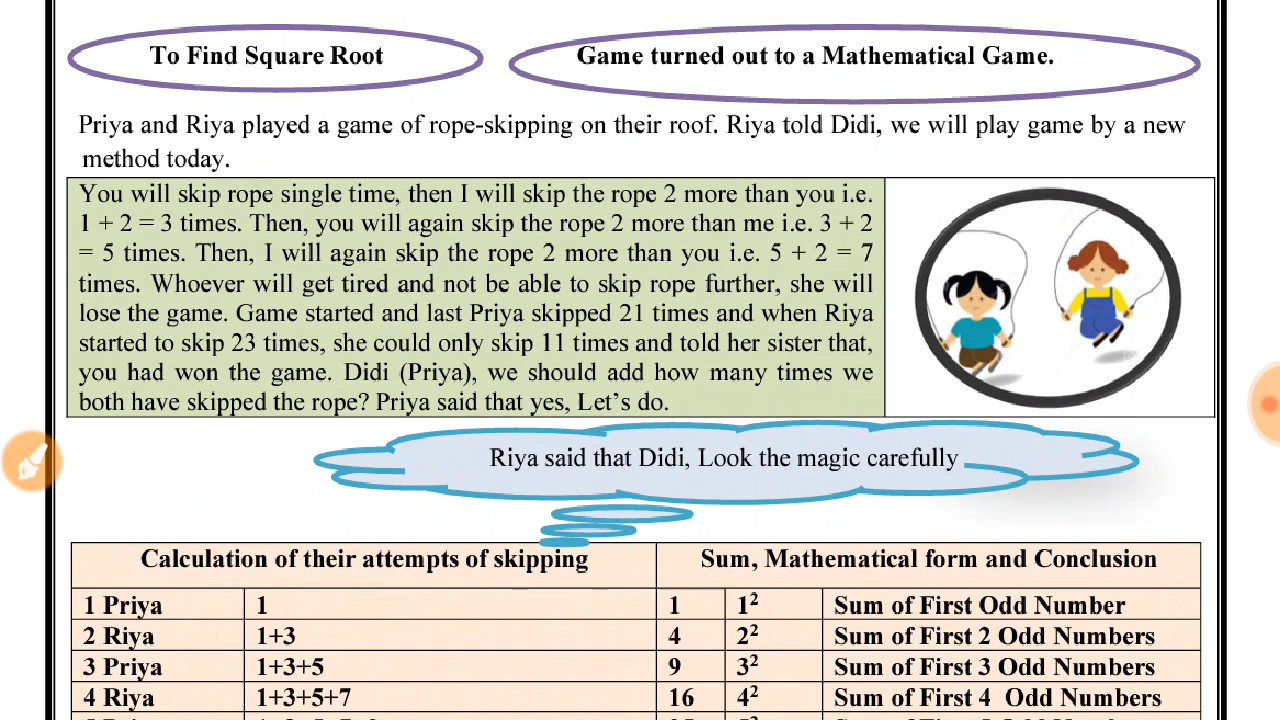 To Find Square Root
Game turned out to a Mathematical Game.
Priya and Riya played a game of rope-skipping on their roof. Riya told Didi, we will play game by a new
method today.
You will skip rope single time, then I will skip the rope 2 more than you i.e.
1 + 2 = 3 times. Then, you will again skip the rope 2 more than me i.e. 3 + 2
= 5 times. Then, I will again skip the rope 2 more than you i.e. 5 + 2 = 7
times. Whoever will get tired and not be able to skip rope further, she will
lose the game. Game started and last Priya skipped 21 times and when Riya
started to skip 23 times, she could only skip 11 times and told her sister that,
you had won the game. Didi (Priya), we should add how many times we
both have skipped the rope? Priya said that yes, Let’s do.
Riya said that Didi, Look the magic carefully
Calculation of their attempts of skipping Sum, Mathematical form and Conclusion
1 Priya 1 1 1² Sum of First Odd Number
2 Riya 1+3 4 2² Sum of First 2 Odd Numbers
3 Priya 1+3+5 9 3² Sum of First 3 Odd Numbers
4 Riya 1+3+5+7 16 4² Sum of First 4 Odd Numbers